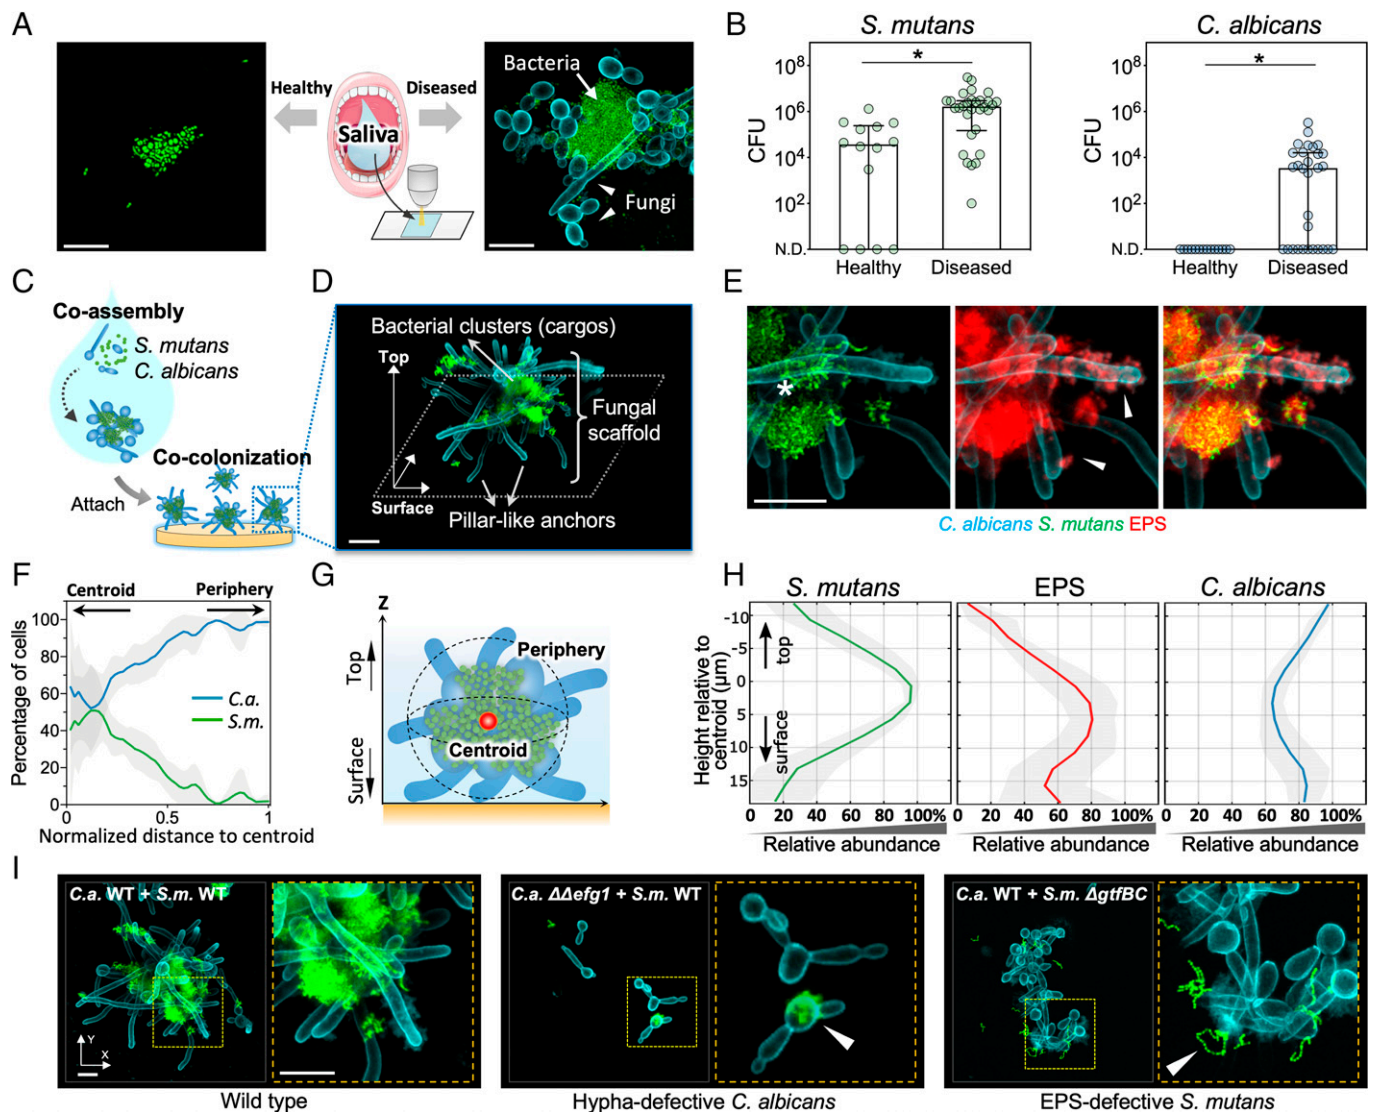 A
Healthy
Diseased
Saliva
Bacteria
Fungi
B
S. mutans
C. albicans
*
*
CFU
10⁸
10⁶
10⁴
10²
N.D.
Healthy
Diseased
CFU
10⁸
10⁶
10⁴
10²
N.D.
Healthy
Diseased
C
Co-assembly
S. mutans
C. albicans
Co-colonization
Attach
D
Bacterial clusters (cargos)
Top
Fungal
scaffold
Surface
Pillar-like anchors
E
*
C. albicans S. mutans EPS
F
Centroid
Periphery
Percentage of cells
100
80
60
40
20
0
C.a.
S.m.
0
0.5
1
Normalized distance to centroid
G
Z
Top
Surface
Periphery
Centroid
H
S. mutans
EPS
C. albicans
Height relative to
centroid (µm)
-10
-5
0
5
10
15
top
surface
0 20 40 60 80 100%
Relative abundance
0 20 40 60 80 100%
Relative abundance
0 20 40 60 80 100%
Relative abundance
I
C.a. WT + S.m. WT
Y
X
Wild type
C.a. ΔΔefg1 + S.m. WT
Hypha-defective C. albicans
C.a. WT + S.m. ΔgtfBC
EPS-defective S. mutans